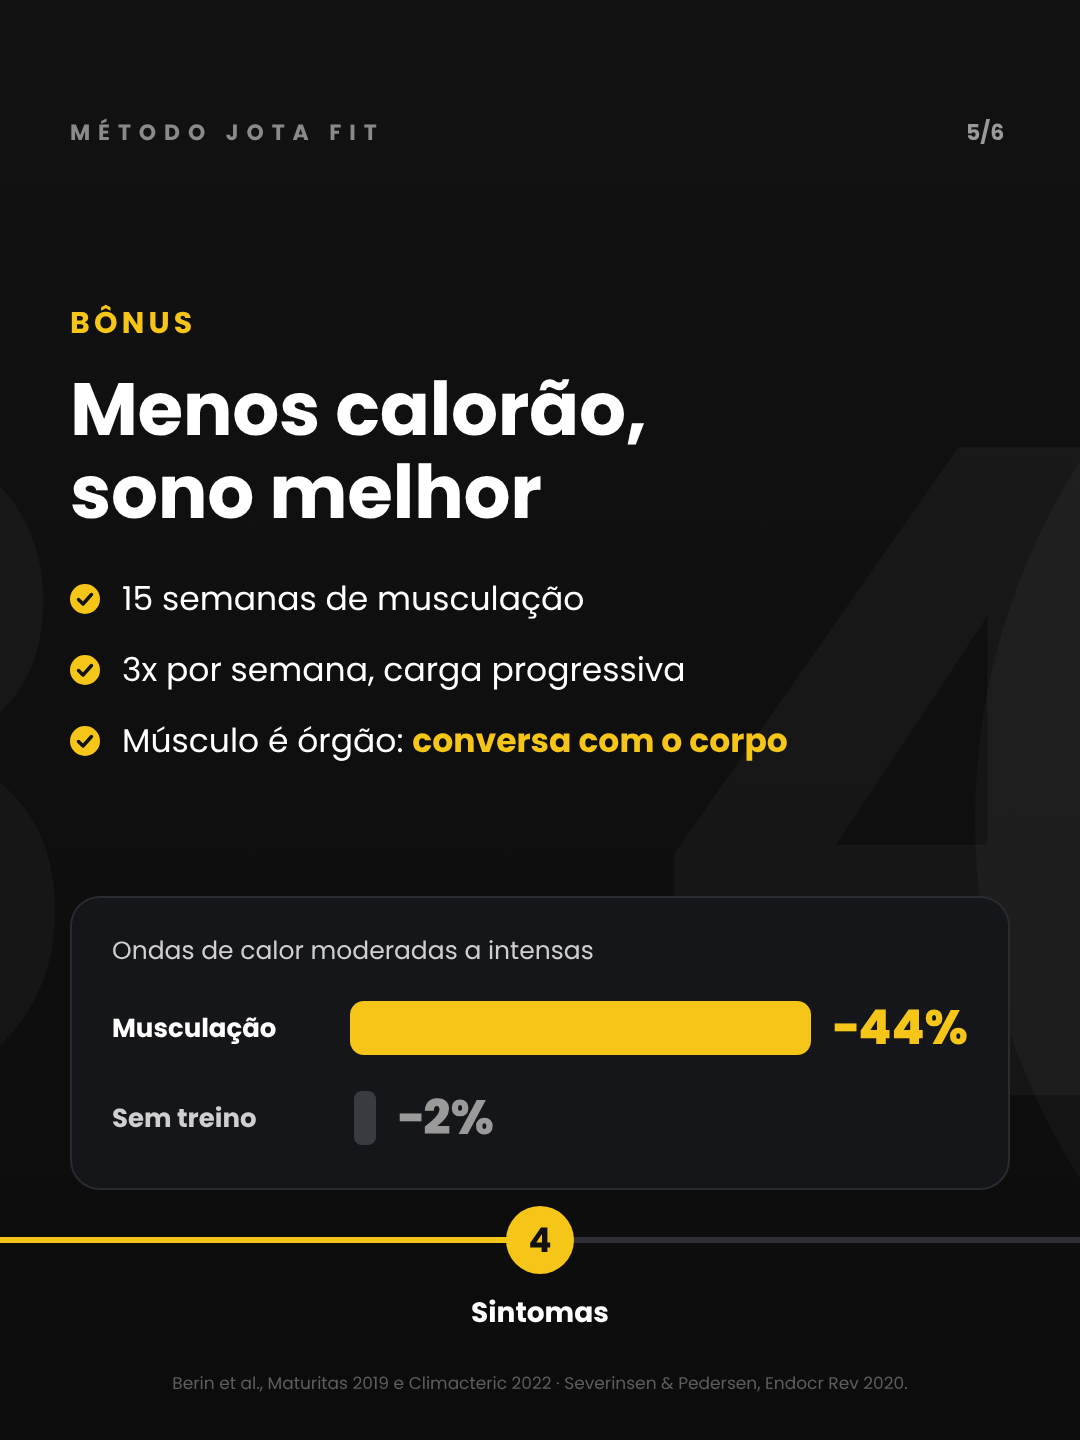 MÉTODO JOTA FIT
5/6
BÔNUS
Menos calorão,
sono melhor
15 semanas de musculação
3x por semana, carga progressiva
Músculo é órgão: conversa com o corpo
Ondas de calor moderadas a intensas
Musculação −44%
Sem treino −2%
4
Sintomas
Berin et al., Maturitas 2019 e Climacteric 2022 · Severinsen & Pedersen, Endocr Rev 2020.